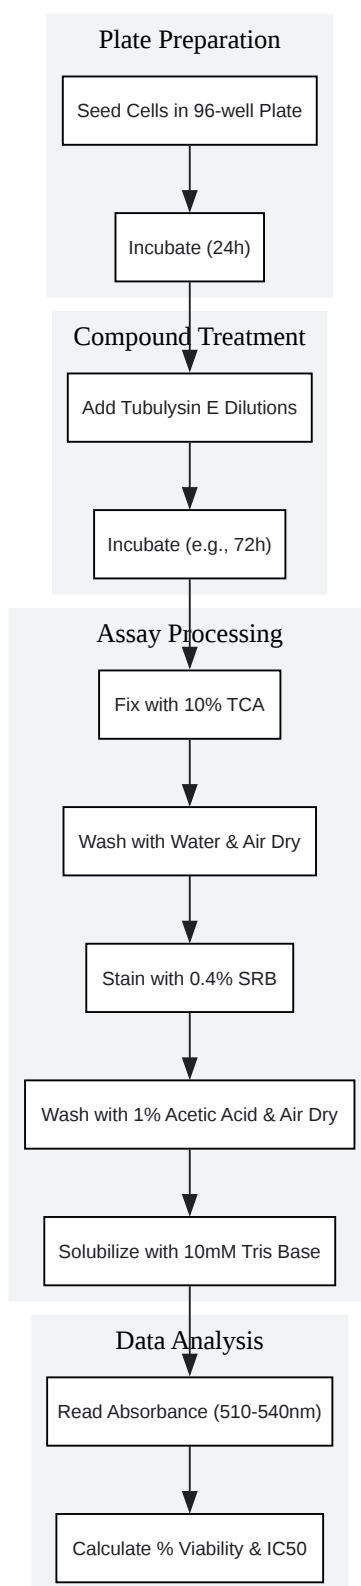 Plate Preparation
Seed Cells in 96-well Plate
Incubate (24h)
Compound Treatment
Add Tubulysin E Dilutions
Incubate (e.g., 72h)
Assay Processing
Fix with 10% TCA
Wash with Water & Air Dry
Stain with 0.4% SRB
Wash with 1% Acetic Acid & Air Dry
Solubilize with 10mM Tris Base
Data Analysis
Read Absorbance (510-540nm)
Calculate % Viability & IC50